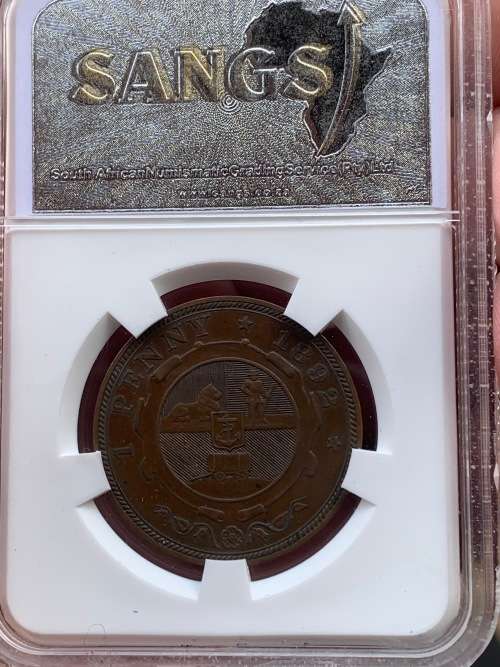 SANGS
South African Numismatic Grading Service (Pty) Ltd.
1 PENNY 1892